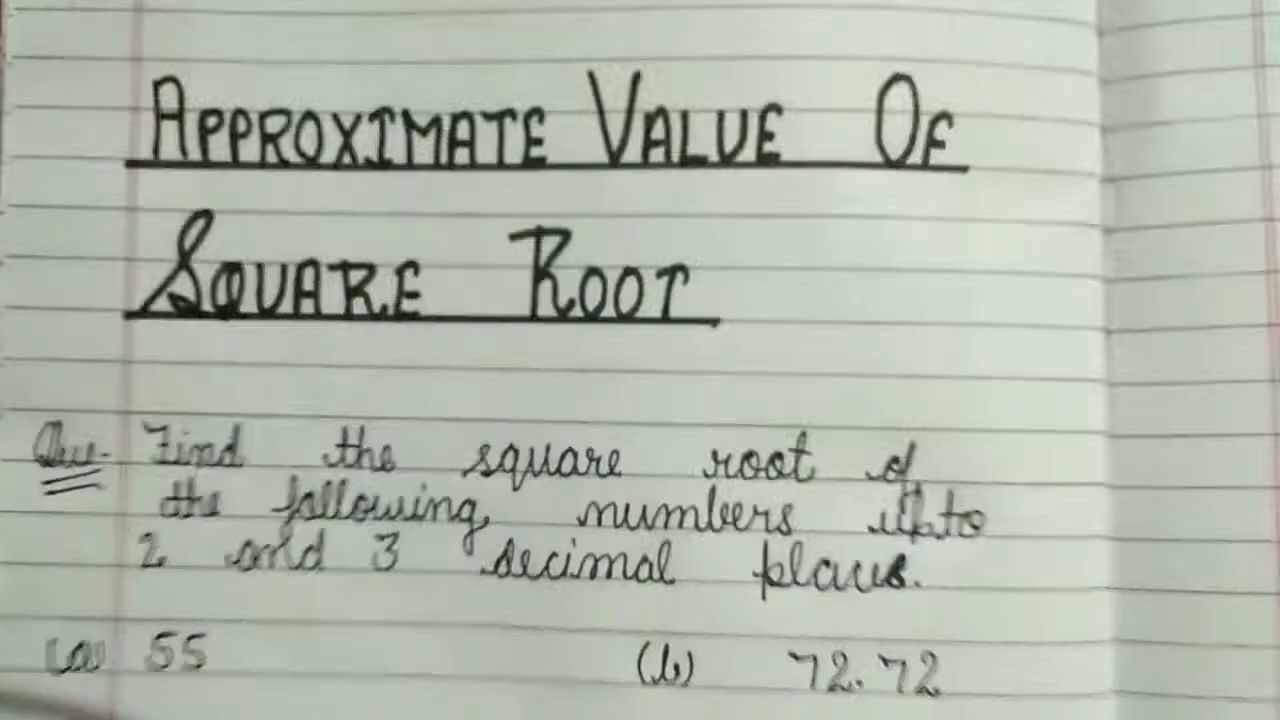 APPROXIMATE VALUE OF
SQUARE ROOT
Que. Find the square root of
the following numbers upto
2 and 3 decimal places.
(a) 55 (b) 72.72